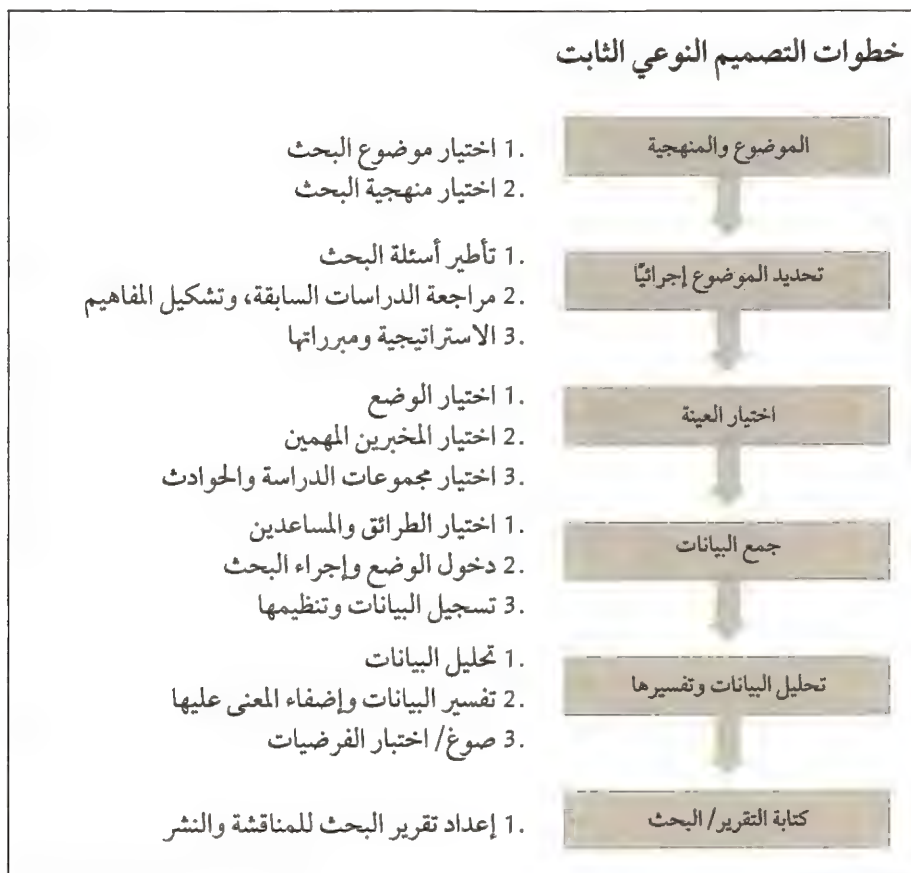 خطوات التصميم النوعي الثابت
الموضوع والمنهجية
1. اختيار موضوع البحث
2. اختيار منهجية البحث
تحديد الموضوع إجرائيًا
1. تأطير أسئلة البحث
2. مراجعة الدراسات السابقة، وتشكيل المفاهيم
3. الاستراتيجية ومبرراتها
اختيار العينة
1. اختيار الوضع
2. اختيار المخبرين المهمين
3. اختيار مجموعات الدراسة والحوادث
جمع البيانات
1. اختيار الطرائق والمساعدين
2. دخول الوضع وإجراء البحث
3. تسجيل البيانات وتنظيمها
تحليل البيانات وتفسيرها
1. تحليل البيانات
2. تفسير البيانات وإضفاء المعنى عليها
3. صوغ/ اختبار الفرضيات
كتابة التقرير/ البحث
1. إعداد تقرير البحث للمناقشة والنشر